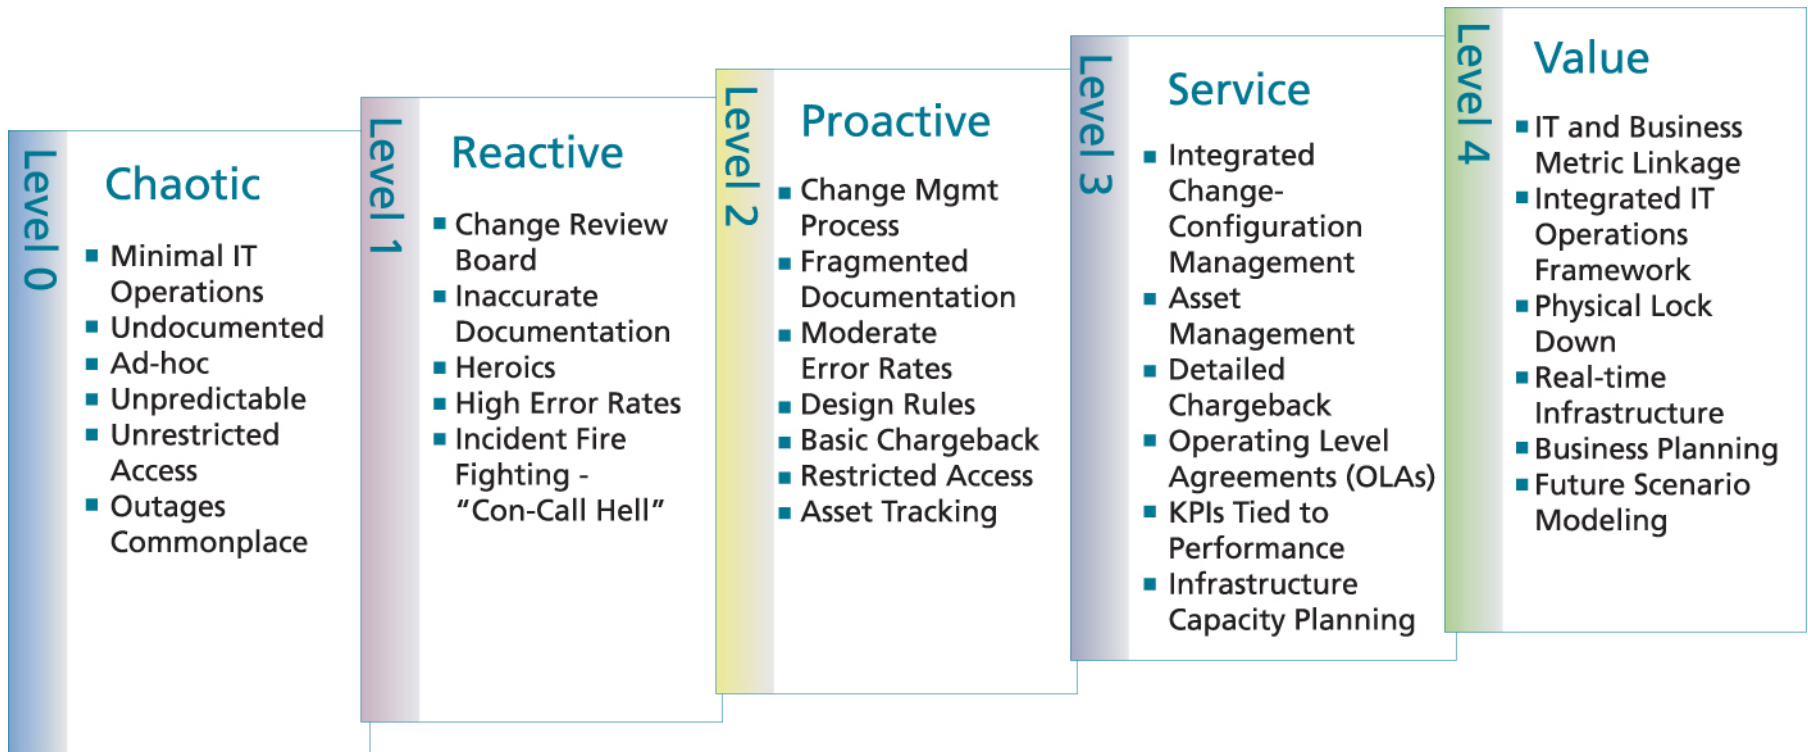 Level 0
Chaotic
Minimal IT
Operations
Undocumented
Ad-hoc
Unpredictable
Unrestricted
Access
Outages
Commonplace
Level 1
Reactive
Change Review
Board
Inaccurate
Documentation
Heroics
High Error Rates
Incident Fire
Fighting -
“Con-Call Hell”
Level 2
Proactive
Change Mgmt
Process
Fragmented
Documentation
Moderate
Error Rates
Design Rules
Basic Chargeback
Restricted Access
Asset Tracking
Level 3
Service
Integrated
Change-
Configuration
Management
Asset
Management
Detailed
Chargeback
Operating Level
Agreements (OLAs)
KPIs Tied to
Performance
Infrastructure
Capacity Planning
Level 4
Value
IT and Business
Metric Linkage
Integrated IT
Operations
Framework
Physical Lock
Down
Real-time
Infrastructure
Business Planning
Future Scenario
Modeling